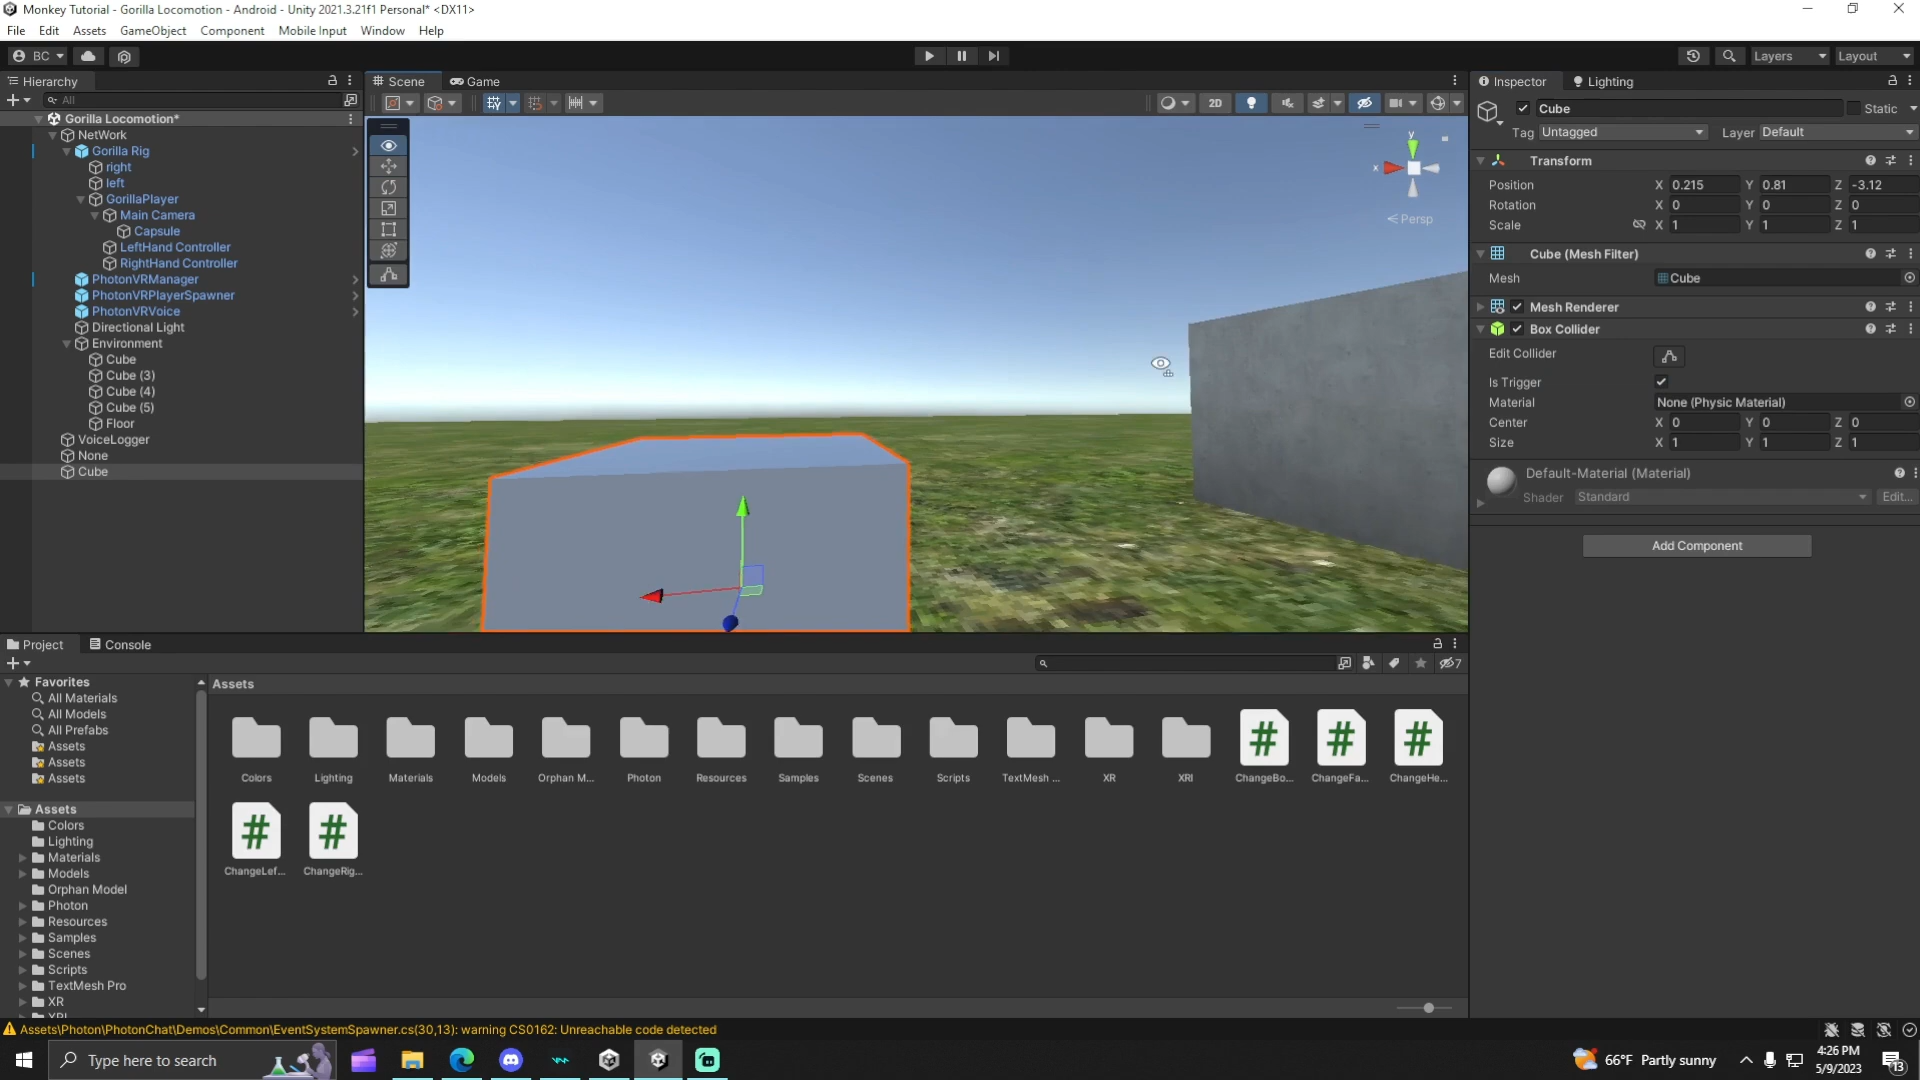 Monkey Tutorial - Gorilla Locomotion - Android - Unity 2021.3.21f1 Personal* <DX11>
File Edit Assets GameObject Component Mobile Input Window Help
BC Layers Layout
Hierarchy Scene Game Inspector Lighting
All 2D
Gorilla Locomotion*
NetWork
Gorilla Rig
right
left
GorillaPlayer
Main Camera
Capsule
LeftHand Controller
RightHand Controller
PhotonVRManager
PhotonVRPlayerSpawner
PhotonVRVoice
Directional Light
Environment
Cube
Cube (3)
Cube (4)
Cube (5)
Floor
VoiceLogger
None
Cube
y
x
Persp
Cube Static
Tag Untagged Layer Default
Transform
Position X 0.215 Y 0.81 Z -3.12
Rotation X 0 Y 0 Z 0
Scale X 1 Y 1 Z 1
Cube (Mesh Filter)
Mesh Cube
Mesh Renderer
Box Collider
Edit Collider
Is Trigger
Material None (Physic Material)
Center X 0 Y 0 Z 0
Size X 1 Y 1 Z 1
Default-Material (Material)
Shader Standard Edit...
Add Component
Project Console
7
Favorites
All Materials
All Models
All Prefabs
Assets
Assets
Assets
Assets
Colors
Lighting
Materials
Models
Orphan Model
Photon
Resources
Samples
Scenes
Scripts
TextMesh Pro
XR
XRI
Assets
Colors Lighting Materials Models Orphan M... Photon Resources Samples Scenes Scripts TextMesh ... XR XRI ChangeBo... ChangeFa... ChangeHe...
ChangeLef... ChangeRig...
Assets\Photon\PhotonChat\Demos\Common\EventSystemSpawner.cs(30,13): warning CS0162: Unreachable code detected
Type here to search
66°F Partly sunny
4:26 PM
5/9/2023
13